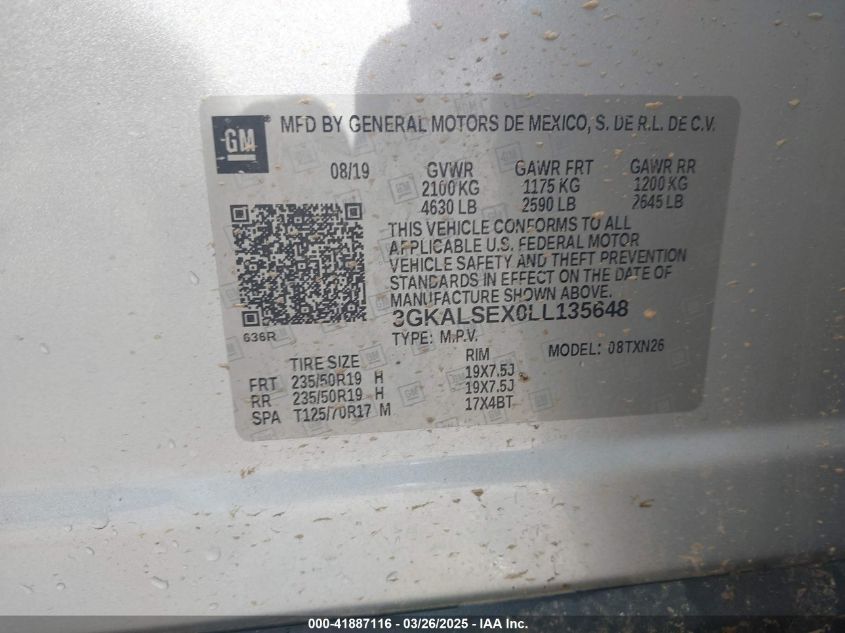 GM ® MFD BY GENERAL MOTORS DE MEXICO, S. DE R.L. DE C.V.
08/19 GVWR GAWR FRT GAWR RR
2100 KG 1175 KG 1200 KG
4630 LB 2590 LB 2645 LB
THIS VEHICLE CONFORMS TO ALL
APPLICABLE U.S. FEDERAL MOTOR
VEHICLE SAFETY AND THEFT PREVENTION
STANDARDS IN EFFECT ON THE DATE OF
MANUFACTURE SHOWN ABOVE.
3GKALSEX0LL135648
G36R
TYPE: M.P.V. MODEL: 08TXN26
TIRE SIZE RIM
FRT 235/50R19 H 19X7.5J
RR 235/50R19 H 19X7.5J
SPA T125/70R17 M 17X4BT
000-41887116 - 03/26/2025 - IAA Inc.